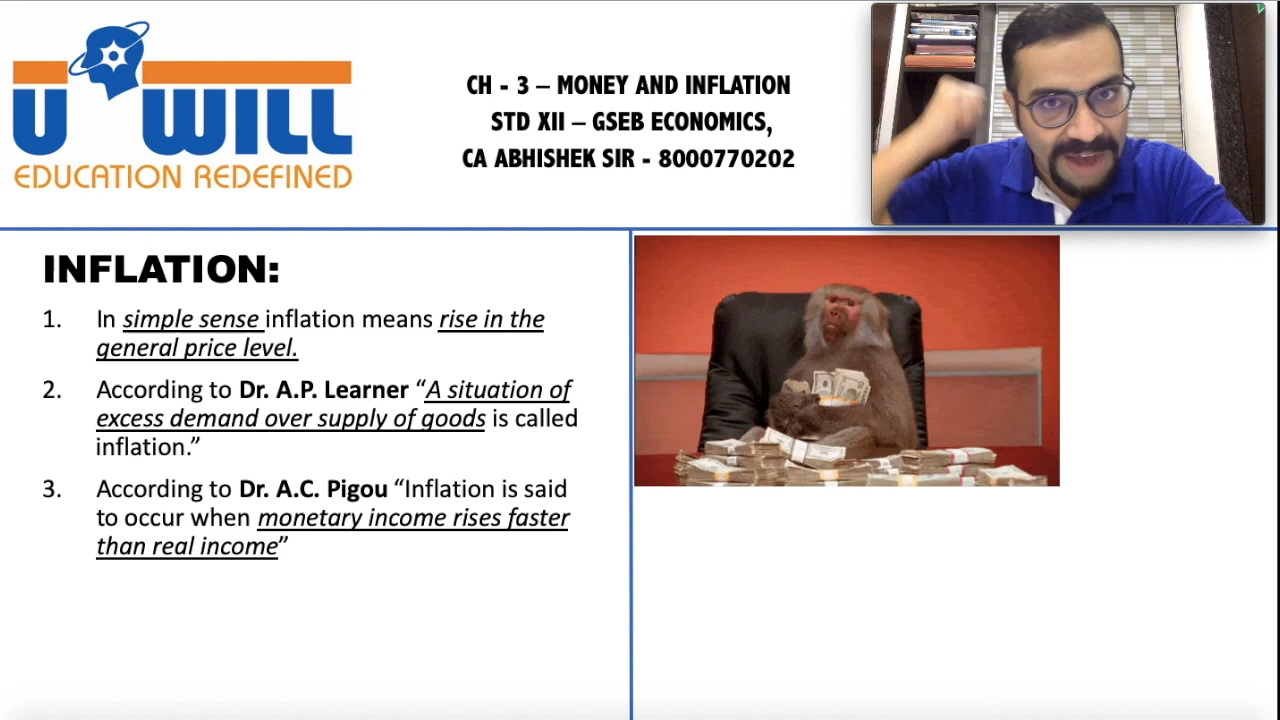 U WILL
EDUCATION REDEFINED
CH - 3 – MONEY AND INFLATION
STD XII – GSEB ECONOMICS,
CA ABHISHEK SIR - 8000770202
INFLATION:
1. In simple sense inflation means rise in the
general price level.
2. According to Dr. A.P. Learner “A situation of
excess demand over supply of goods is called
inflation.”
3. According to Dr. A.C. Pigou “Inflation is said
to occur when monetary income rises faster
than real income”